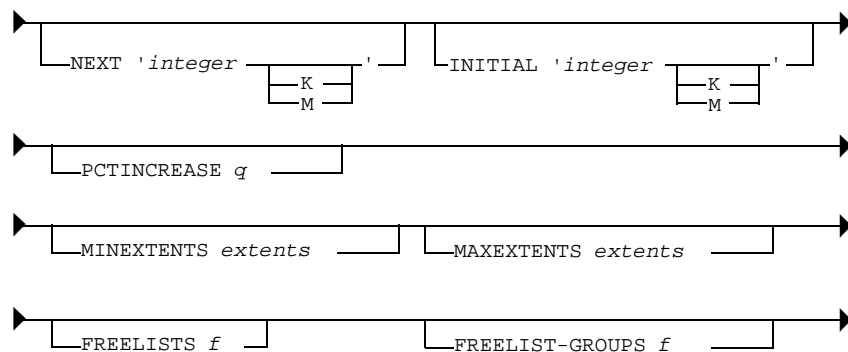 NEXT 'integer K M ' INITIAL 'integer K M '
PCTINCREASE q
MINEXTENTS extents MAXEXTENTS extents
FREELISTS f FREELIST-GROUPS f